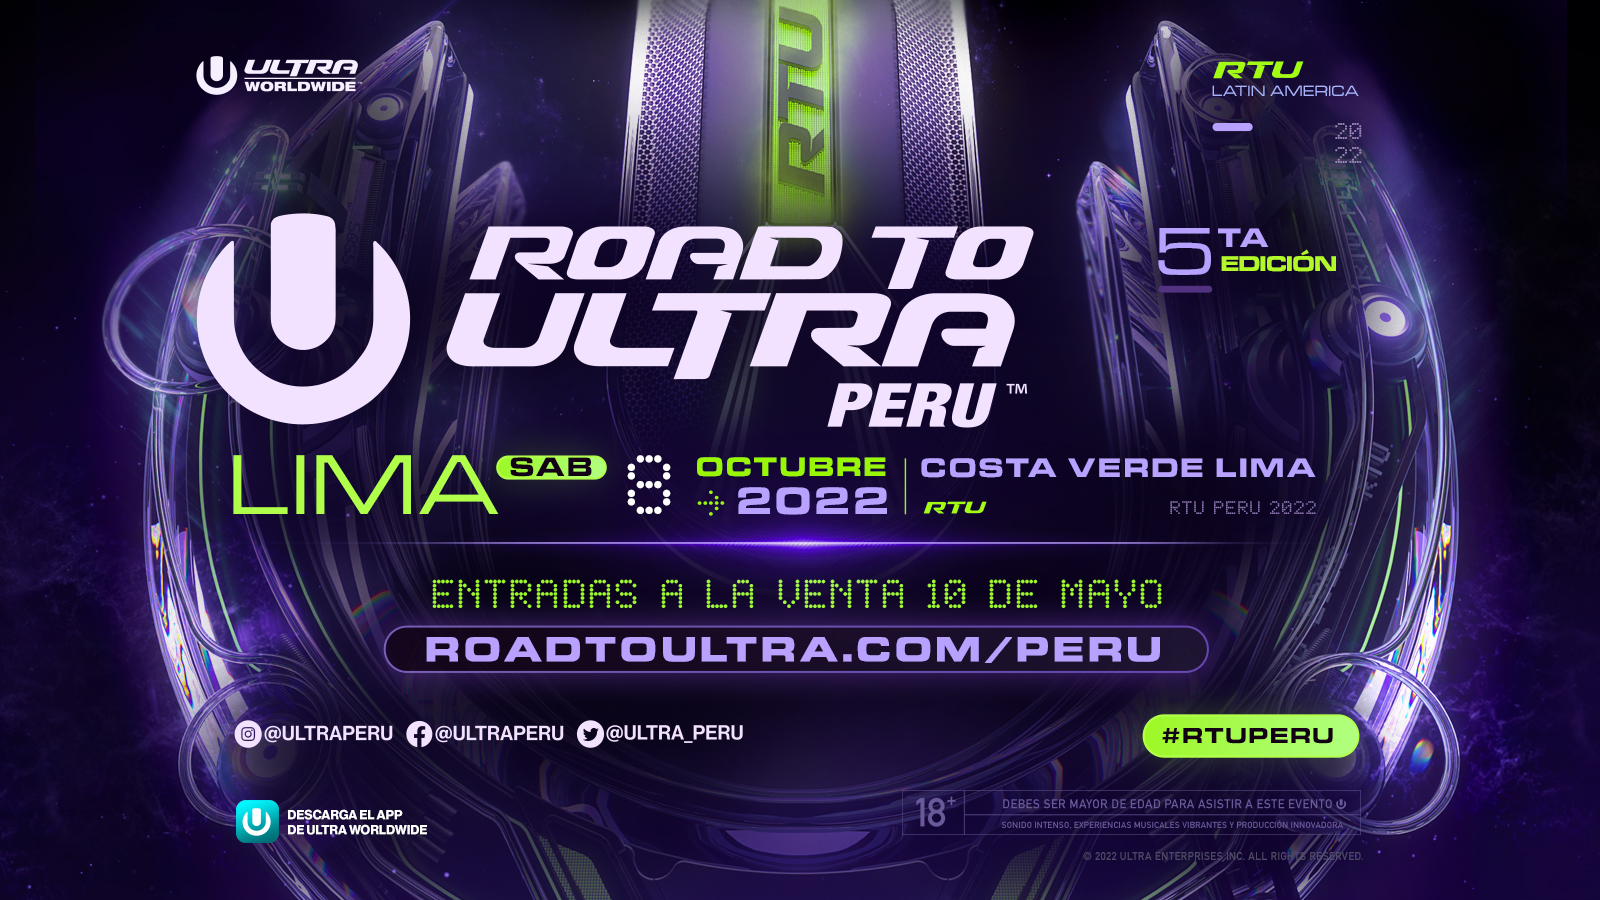 ULTRA
WORLDWIDE
RTU
RTU
LATIN AMERICA
20
22
ROAD TO
ULTRA
PERU ™
5TA
EDICIÓN
LIMA SAB 8 OCTUBRE
2022
COSTA VERDE LIMA
RTU
RTU PERU 2022
ENTRADAS A LA VENTA 10 DE MAYO
ROADTOULTRA.COM/PERU
@ULTRAPERU @ULTRAPERU @ULTRA_PERU
#RTUPERU
DESCARGA EL APP
DE ULTRA WORLDWIDE
18+
DEBES SER MAYOR DE EDAD PARA ASISTIR A ESTE EVENTO
SONIDO INTENSO, EXPERIENCIAS MUSICALES VIBRANTES Y PRODUCCIÓN INNOVADORA
© 2022 ULTRA ENTERPRISES INC. ALL RIGHTS RESERVED.